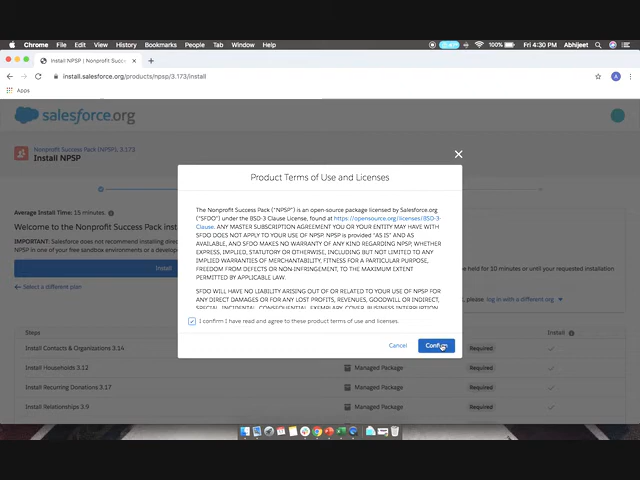 Chrome File Edit View History Bookmarks People Tab Window Help 100% Fri 4:30 PM Abhijeet
Install NPSP | Nonprofit Succ
install.salesforce.org/products/npsp/3.173/install
Apps
salesforce.org
Nonprofit Success Pack (NPSP), 3.173
Install NPSP
Product Terms of Use and Licenses
The Nonprofit Success Pack ("NPSP") is an open-source package licensed by Salesforce.org
("SFDO") under the BSD-3 Clause License, found at https://opensource.org/licenses/BSD-3-
Clause. ANY MASTER SUBSCRIPTION AGREEMENT YOU OR YOUR ENTITY MAY HAVE WITH
SFDO DOES NOT APPLY TO YOUR USE OF NPSP. NPSP is provided "AS IS" AND AS
AVAILABLE, AND SFDO MAKES NO WARRANTY OF ANY KIND REGARDING NPSP, WHETHER
EXPRESS, IMPLIED, STATUTORY OR OTHERWISE, INCLUDING BUT NOT LIMITED TO ANY
IMPLIED WARRANTIES OF MERCHANTABILITY, FITNESS FOR A PARTICULAR PURPOSE,
FREEDOM FROM DEFECTS OR NON-INFRINGEMENT, TO THE MAXIMUM EXTENT
PERMITTED BY APPLICABLE LAW.
SFDO WILL HAVE NO LIABILITY ARISING OUT OF OR RELATED TO YOUR USE OF NPSP FOR
ANY DIRECT DAMAGES OR FOR ANY LOST PROFITS, REVENUES, GOODWILL OR INDIRECT,
SPECIAL, INCIDENTAL, CONSEQUENTIAL, EXEMPLARY, COVER, BUSINESS INTERRUPTION
I confirm I have read and agree to these product terms of use and licenses.
Cancel Confirm
Average Install Time: 15 minutes.
Welcome to the Nonprofit Success Pack inst
IMPORTANT: Salesforce does not recommend installing direc
NPSP in one of your free sandbox environments or a develope
Install
held for 10 minutes or until your requested installation
Select a different plan
, please log in with a different org
Steps Install
Install Contacts & Organizations 3.14 Required
Install Households 3.12 Managed Package Required
Install Recurring Donations 3.17 Managed Package Required
Install Relationships 3.9 Managed Package Required